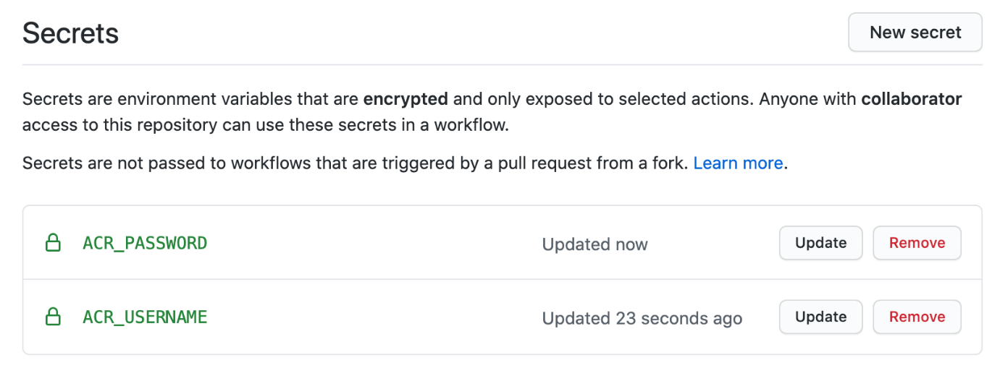 Secrets
New secret
Secrets are environment variables that are encrypted and only exposed to selected actions. Anyone with collaborator
access to this repository can use these secrets in a workflow.
Secrets are not passed to workflows that are triggered by a pull request from a fork. Learn more.
ACR_PASSWORD Updated now Update Remove
ACR_USERNAME Updated 23 seconds ago Update Remove